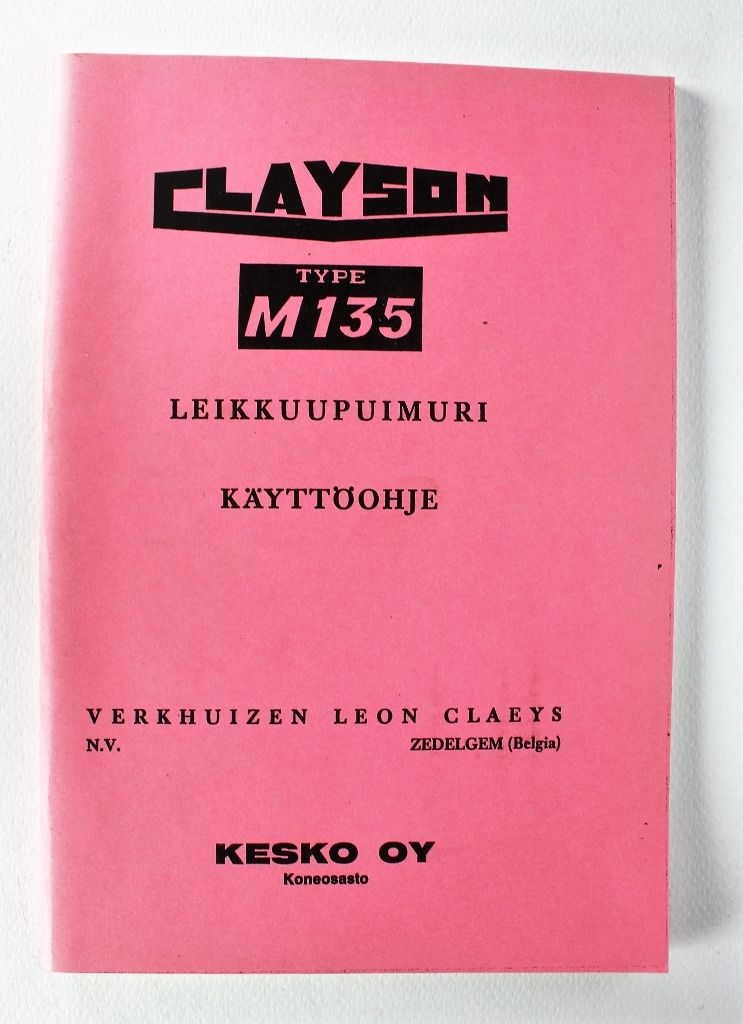 CLAYSON
TYPE
M135
LEIKKUUPUIMURI
KÄYTTÖOHJE
VERKHUIZEN LEON CLAEYS
N.V. ZEDELGEM (Belgia)
KESKO OY
Koneosasto